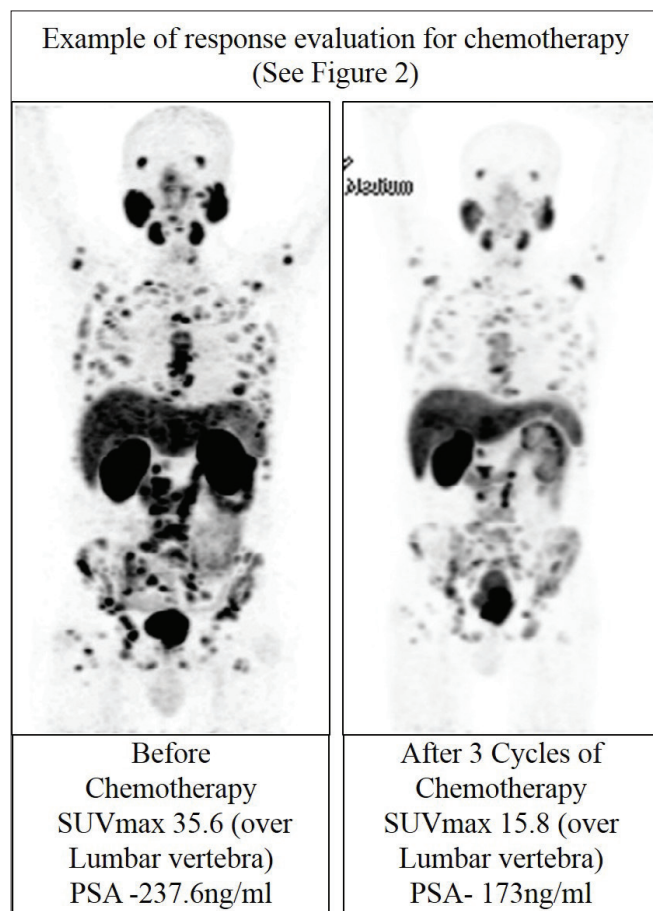 Example of response evaluation for chemotherapy
(See Figure 2)
Medium
Before
Chemotherapy
SUVmax 35.6 (over
Lumbar vertebra)
PSA -237.6ng/ml
After 3 Cycles of
Chemotherapy
SUVmax 15.8 (over
Lumbar vertebra)
PSA- 173ng/ml